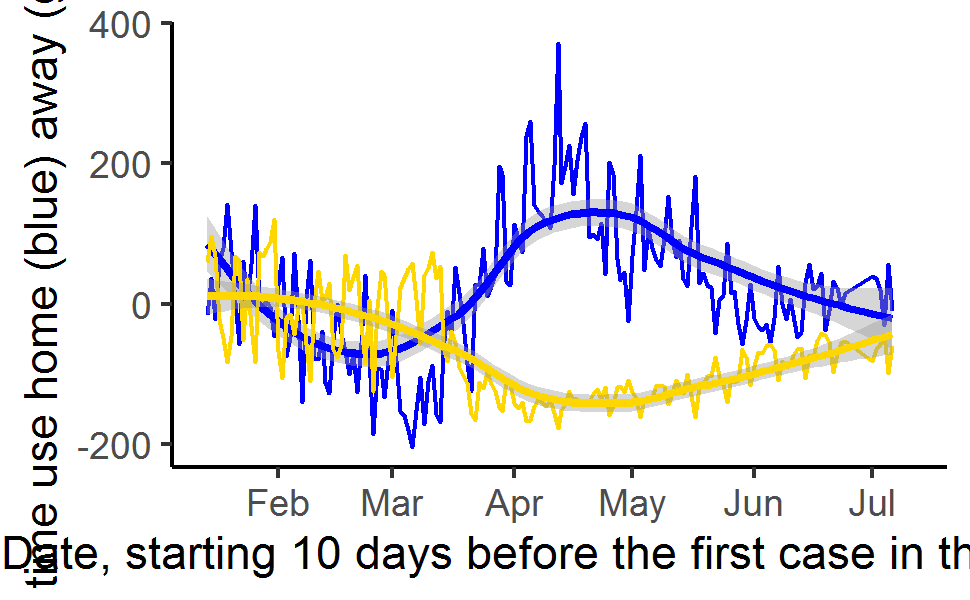 time use home (blue) away (
400
200
0
-200
Feb Mar Apr May Jun Jul
Date, starting 10 days before the first case in th